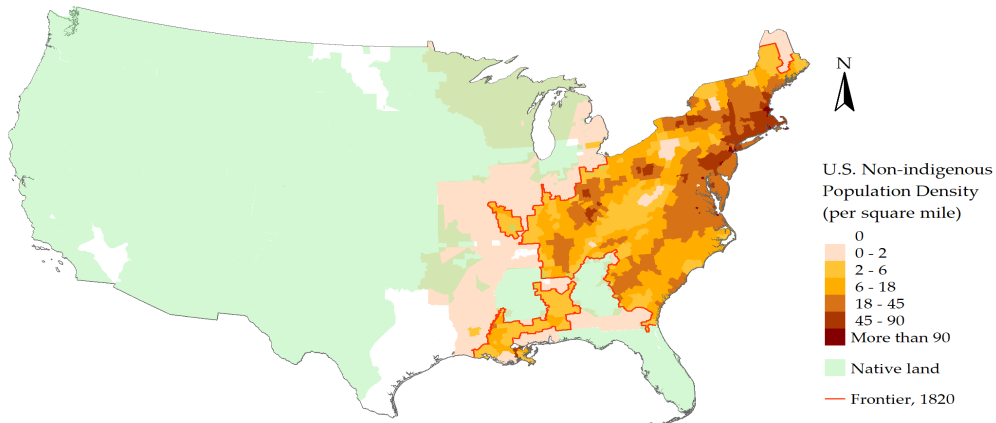 N
U.S. Non-indigenous
Population Density
(per square mile)
0
0 - 2
2 - 6
6 - 18
18 - 45
45 - 90
More than 90
Native land
Frontier, 1820